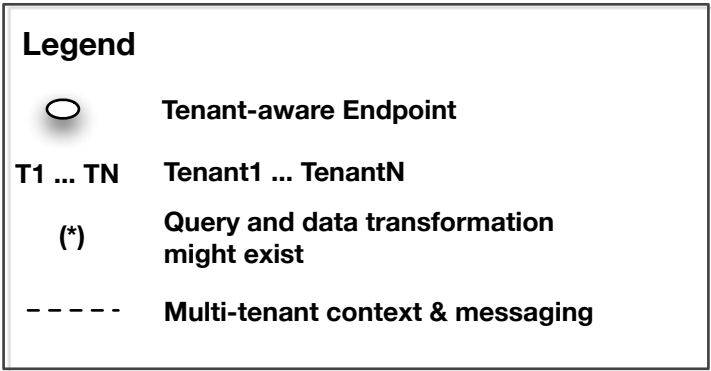 Legend
Tenant-aware Endpoint
T1 ... TN Tenant1 ... TenantN
(*) Query and data transformation
might exist
Multi-tenant context & messaging